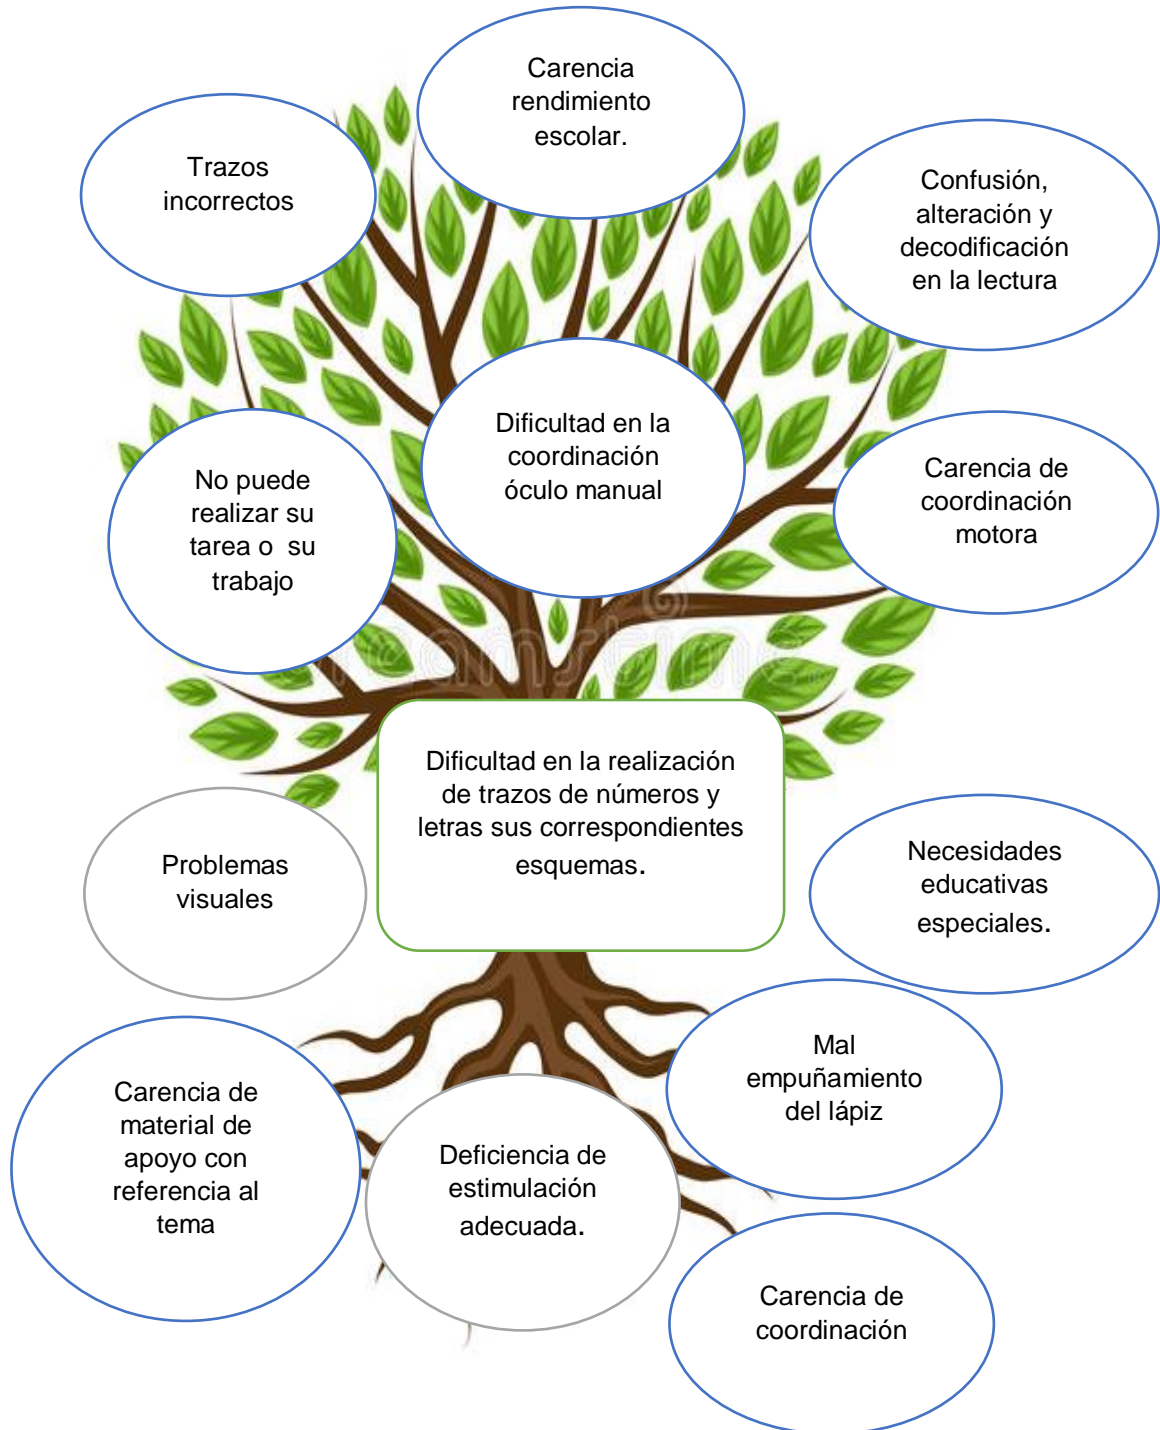 Carencia
rendimiento
escolar.
Trazos
incorrectos
Confusión,
alteración y
decodificación
en la lectura
Dificultad en la
coordinación
óculo manual
No puede
realizar su
tarea o  su
trabajo
Carencia de
coordinación
motora
dreamstime
Dificultad en la realización
de trazos de números y
letras sus correspondientes
esquemas.
Problemas
visuales
Necesidades
educativas
especiales.
Mal
empuñamiento
del lápiz
Carencia de
material de
apoyo con
referencia al
tema
Deficiencia de
estimulación
adecuada.
Carencia de
coordinación